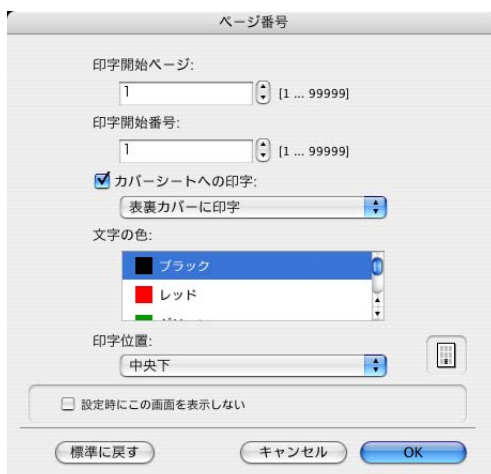 ページ番号
印字開始ページ:
1 [1 ... 99999]
印字開始番号:
1 [1 ... 99999]
カバーシートへの印字:
表裏カバーに印字
文字の色:
ブラック
レッド
印字位置:
中央下
設定時にこの画面を表示しない
標準に戻す キャンセル OK